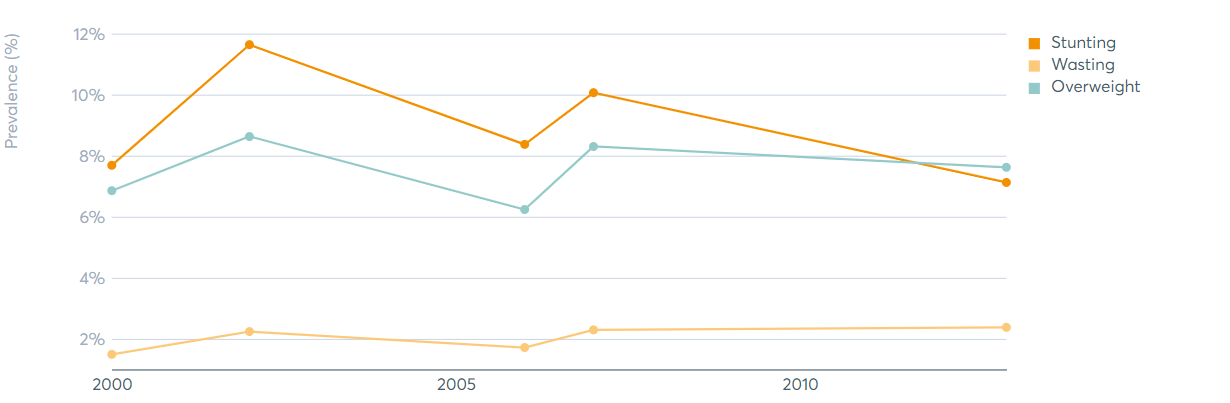 Prevalence (%)
12%
10%
8%
6%
4%
2%
2000 2005 2010
Stunting
Wasting
Overweight